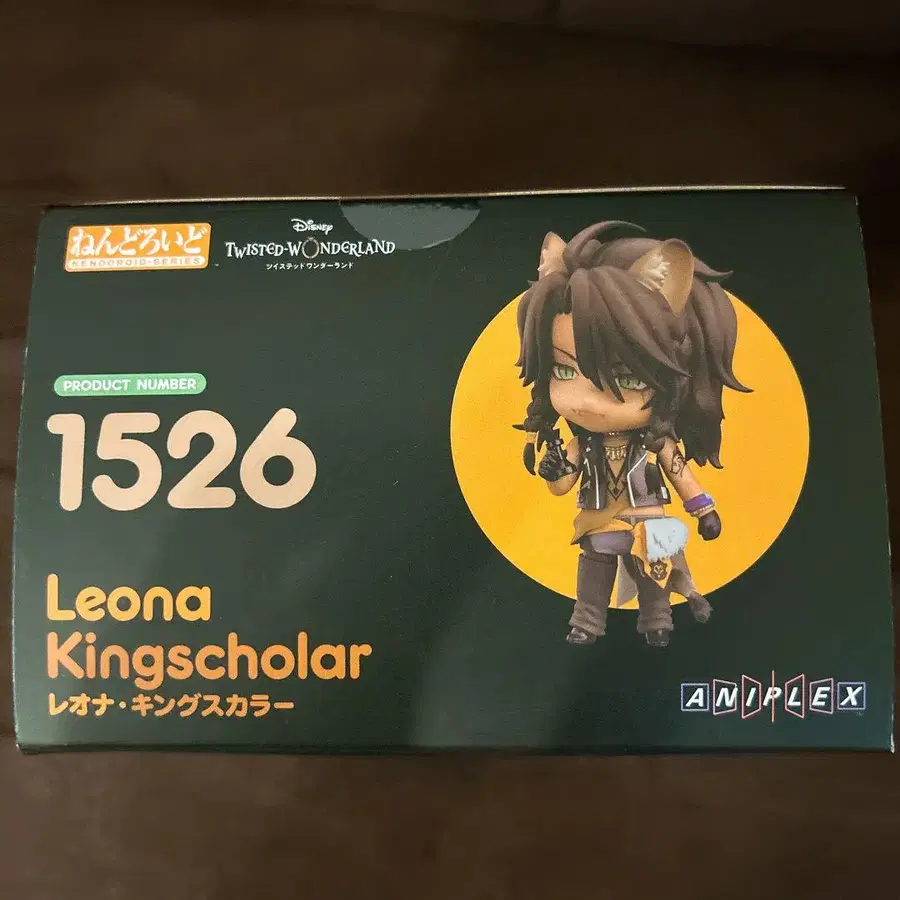 ねんどろいど
NENDOROID-SERIES
Disney
TWISTED-WONDERLAND
ツイステッドワンダーランド
PRODUCT NUMBER
1526
Leona
Kingscholar
レオナ・キングスカラー
ANIPLEX